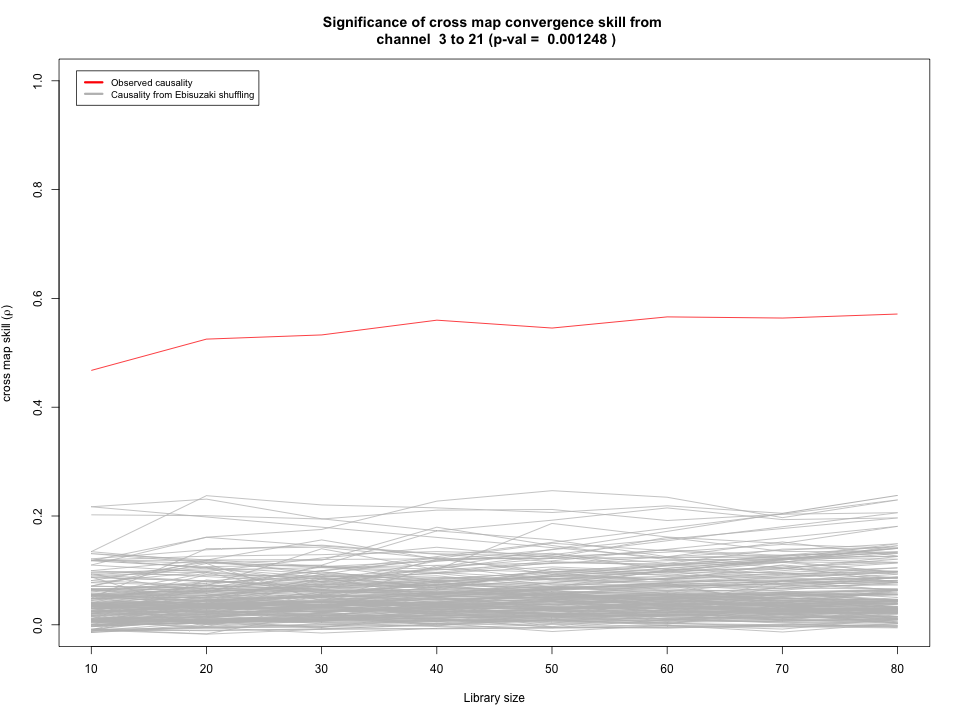 Significance of cross map convergence skill from
channel  3 to 21 (p-val =  0.001248 )
Observed causality
Causality from Ebisuzaki shuffling
cross map skill (ρ)
1.0
0.8
0.6
0.4
0.2
0.0
10 20 30 40 50 60 70 80
Library size